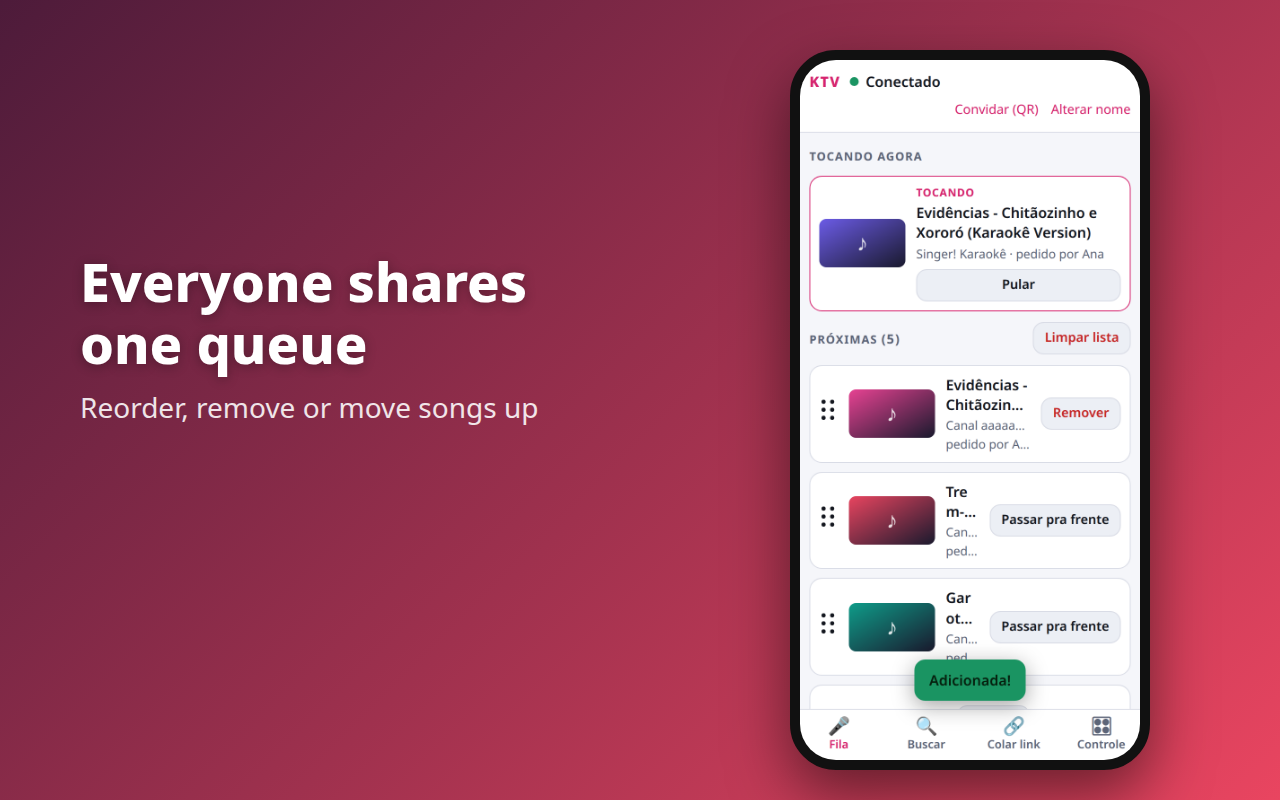 Everyone shares
one queue
Reorder, remove or move songs up
KTV
Conectado
Convidar (QR)
Alterar nome
TOCANDO AGORA
TOCANDO
Evidências - Chitãozinho e
Xororó (Karaokê Version)
Singer! Karaokê · pedido por Ana
Pular
PRÓXIMAS (5)
Limpar lista
Evidências -
Chitãozin...
Canal aaaaa...
pedido por A...
Remover
Tre
m-...
Can...
ped...
Passar pra frente
Gar
ot...
Can...
ped...
Passar pra frente
Adicionada!
Fila
Buscar
Colar link
Controle